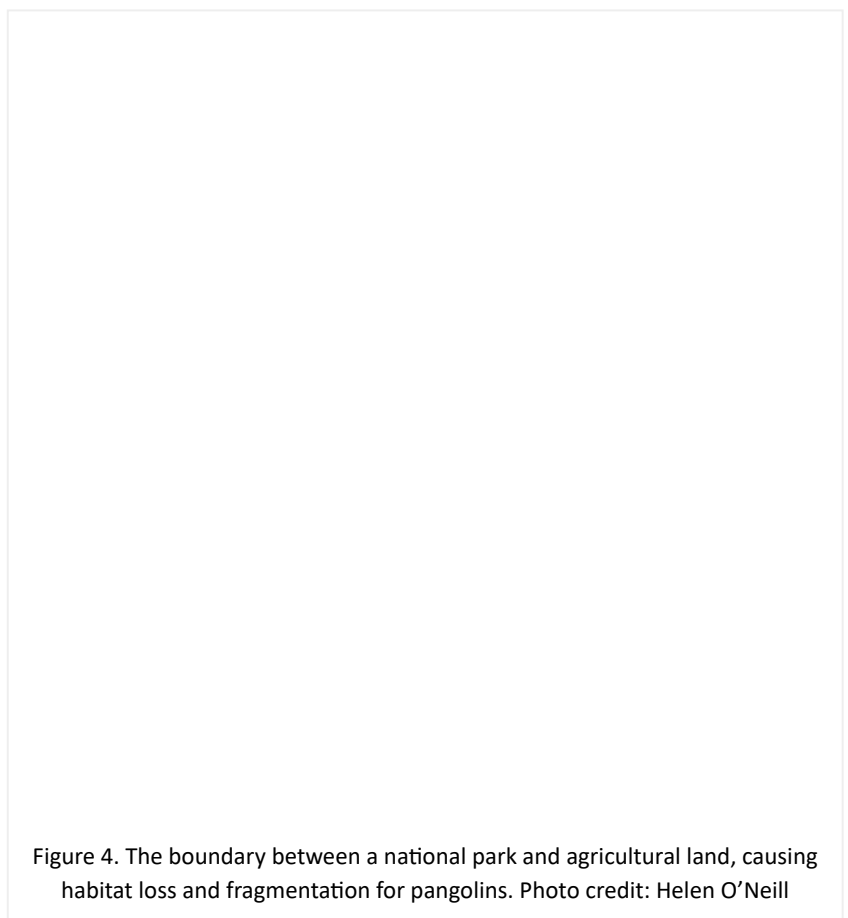 Figure 4. The boundary between a national park and agricultural land, causing
habitat loss and fragmentation for pangolins. Photo credit: Helen O’Neill